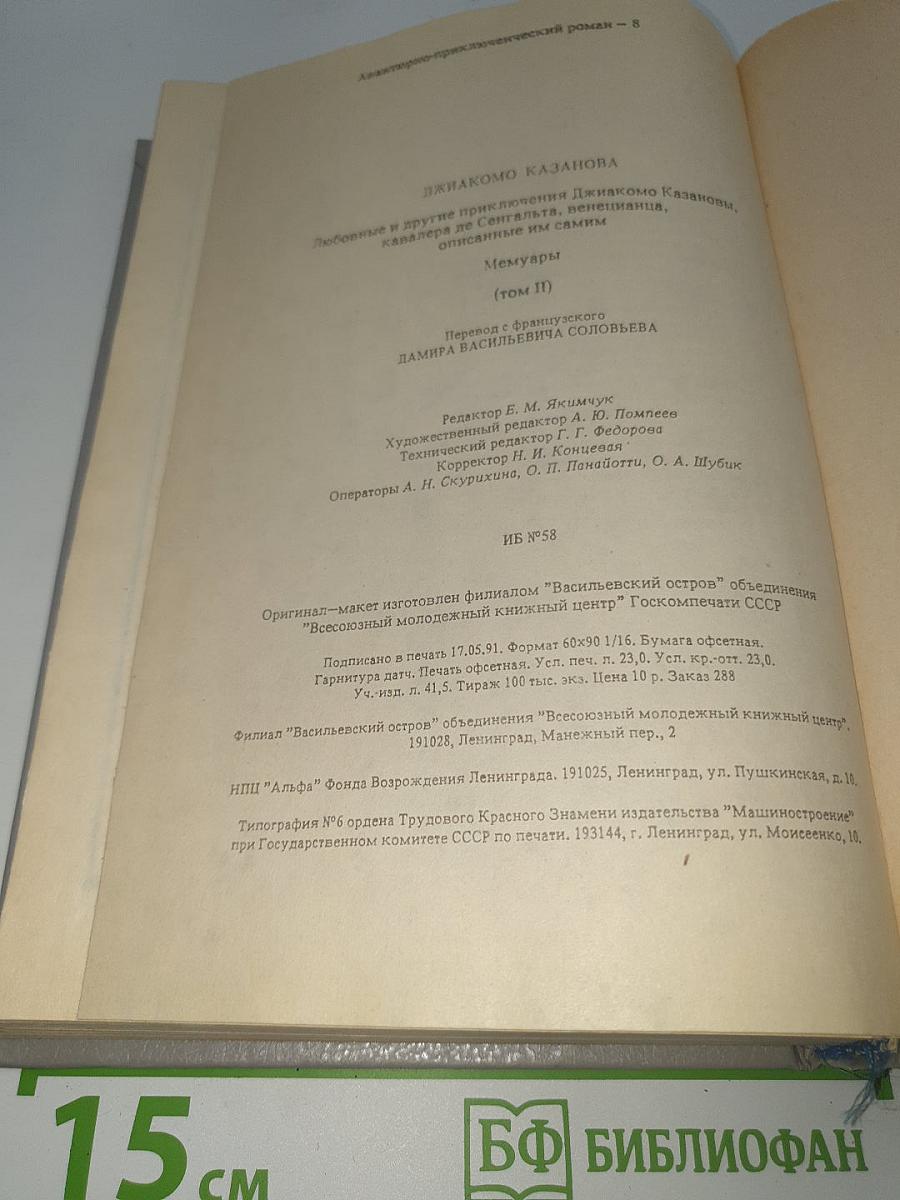 Авантюрно-приключенческий роман — 8
ДЖИАКОМО КАЗАНОВА
Любовные и другие приключения Джиакомо Казановы,
кавалера де Сенгальта, венецианца,
описанные им самим
Мемуары
(том II)
Перевод с французского
ДАМИРА ВАСИЛЬЕВИЧА СОЛОВЬЕВА
Редактор Е. М. Якимчук
Художественный редактор А. Ю. Помпеев
Технический редактор Г. Г. Федорова
Корректор Н. И. Концевая
Операторы А. Н. Скурихина, О. П. Панайотти, О. А. Шубик
ИБ №58
Оригинал—макет изготовлен филиалом "Васильевский остров" объединения
"Всесоюзный молодежный книжный центр" Госкомпечати СССР
Подписано в печать 17.05.91. Формат 60×90 1/16. Бумага офсетная.
Гарнитура датч. Печать офсетная. Усл. печ. л. 23,0. Усл. кр.-отт. 23,0.
Уч.-изд. л. 41,5. Тираж 100 тыс. экз. Цена 10 р. Заказ 288
Филиал "Васильевский остров" объединения "Всесоюзный молодежный книжный центр",
191028, Ленинград, Манежный пер., 2
НПЦ "Альфа" Фонда Возрождения Ленинграда. 191025, Ленинград, ул. Пушкинская, д. 10.
Типография №6 ордена Трудового Красного Знамени издательства "Машиностроение"
при Государственном комитете СССР по печати. 193144, г. Ленинград, ул. Моисеенко, 10.
15 см
БФ БИБЛИОФАН